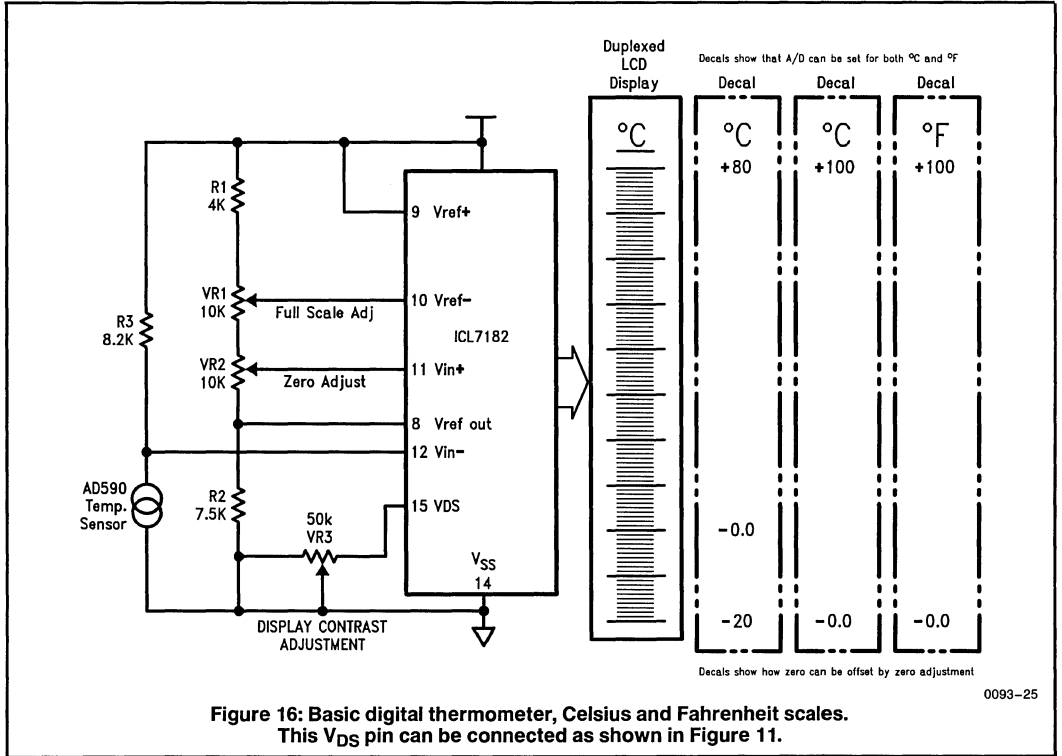 Duplexed
LCD
Display
Decals show that A/D can be set for both °C and °F
Decal
Decal
Decal
°C
°C
+80
°C
+100
°F
+100
R1
4K
9 Vref+
VR1
10K
Full Scale Adj
10 Vref-
R3
8.2K
ICL7182
VR2
10K
Zero Adjust
11 Vin+
8 Vref out
12 Vin-
AD590
Temp.
Sensor
R2
7.5K
15 VDS
50k
VR3
-0.0
VSS
14
-20
-0.0
-0.0
DISPLAY CONTRAST
ADJUSTMENT
Decals show how zero can be offset by zero adjustment
0093-25
Figure 16: Basic digital thermometer, Celsius and Fahrenheit scales.
This VDS pin can be connected as shown in Figure 11.